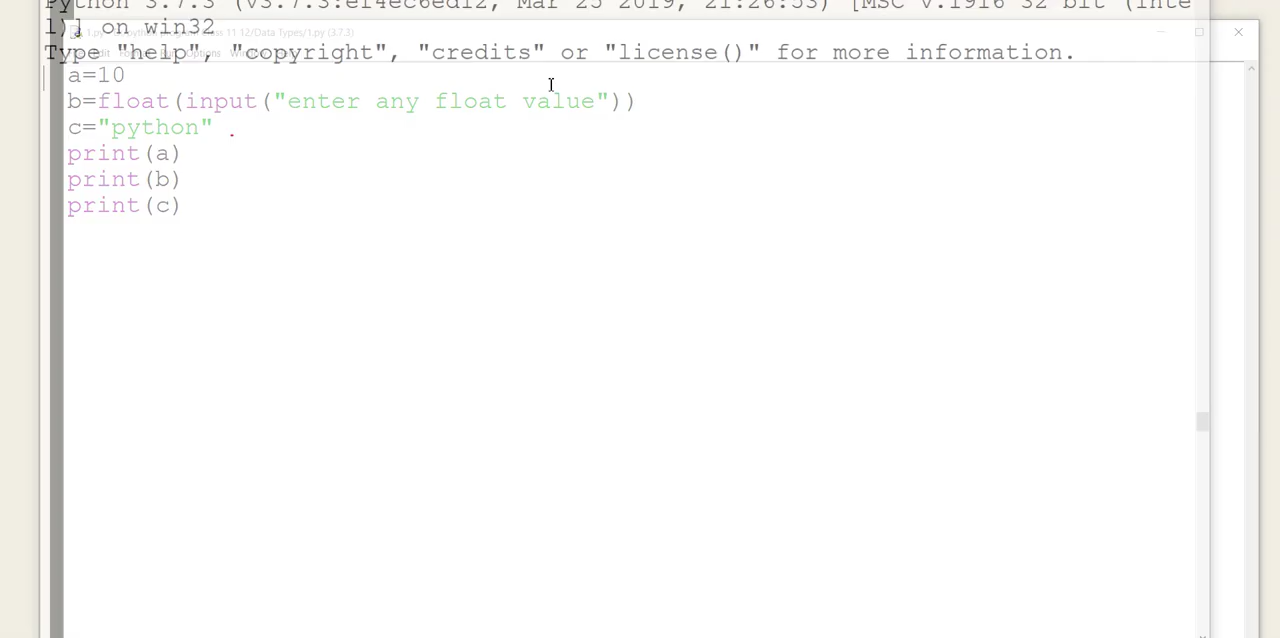 Python 3.7.3 (v3.7.3:ef4ec6ed12, Mar 25 2019, 21:26:53) [MSC v.1916 32 bit (Inte
l)] on win32
Type "help", "copyright", "credits" or "license()" for more information.
a=10
b=float(input("enter any float value"))
c="python"
print(a)
print(b)
print(c)